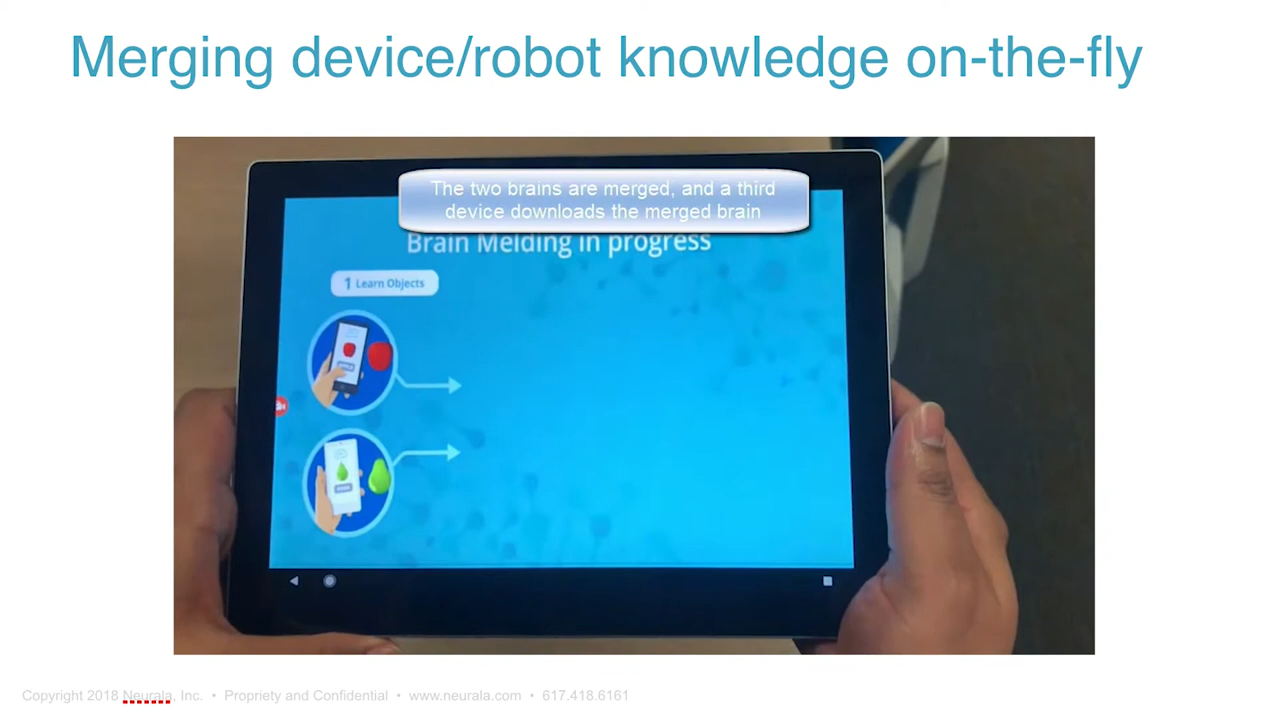 Merging device/robot knowledge on-the-fly
The two brains are merged, and a third
device downloads the merged brain
Brain Melding in progress
1 Learn Objects
Copyright 2018 Neurala, Inc. • Propriety and Confidential • www.neurala.com • 617.418.6161